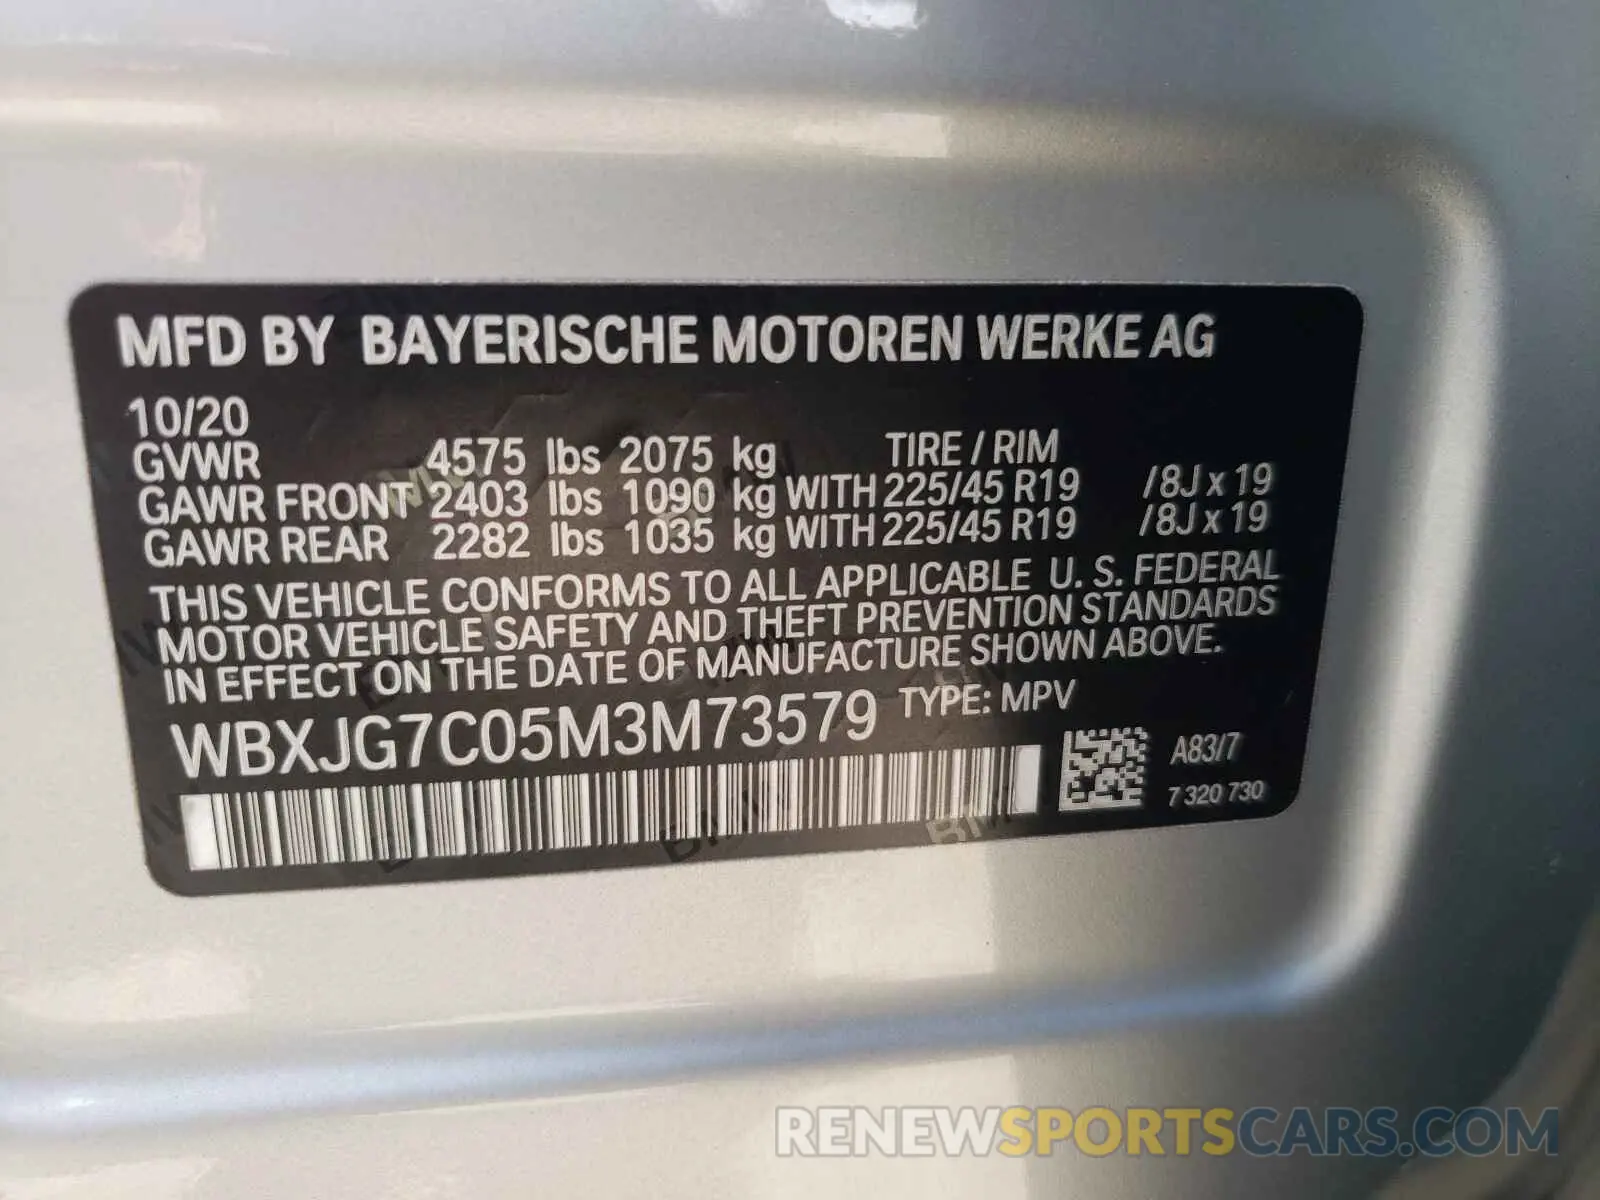 MFD BY BAYERISCHE MOTOREN WERKE AG
10/20
GVWR 4575 lbs 2075 kg TIRE / RIM
GAWR FRONT 2403 lbs 1090 kg WITH 225/45 R19 /8J x 19
GAWR REAR 2282 lbs 1035 kg WITH 225/45 R19 /8J x 19
THIS VEHICLE CONFORMS TO ALL APPLICABLE U. S. FEDERAL
MOTOR VEHICLE SAFETY AND THEFT PREVENTION STANDARDS
IN EFFECT ON THE DATE OF MANUFACTURE SHOWN ABOVE.
WBXJG7C05M3M73579 TYPE: MPV
A83/7
7 320 730
RENEWSPORTSCARS.COM